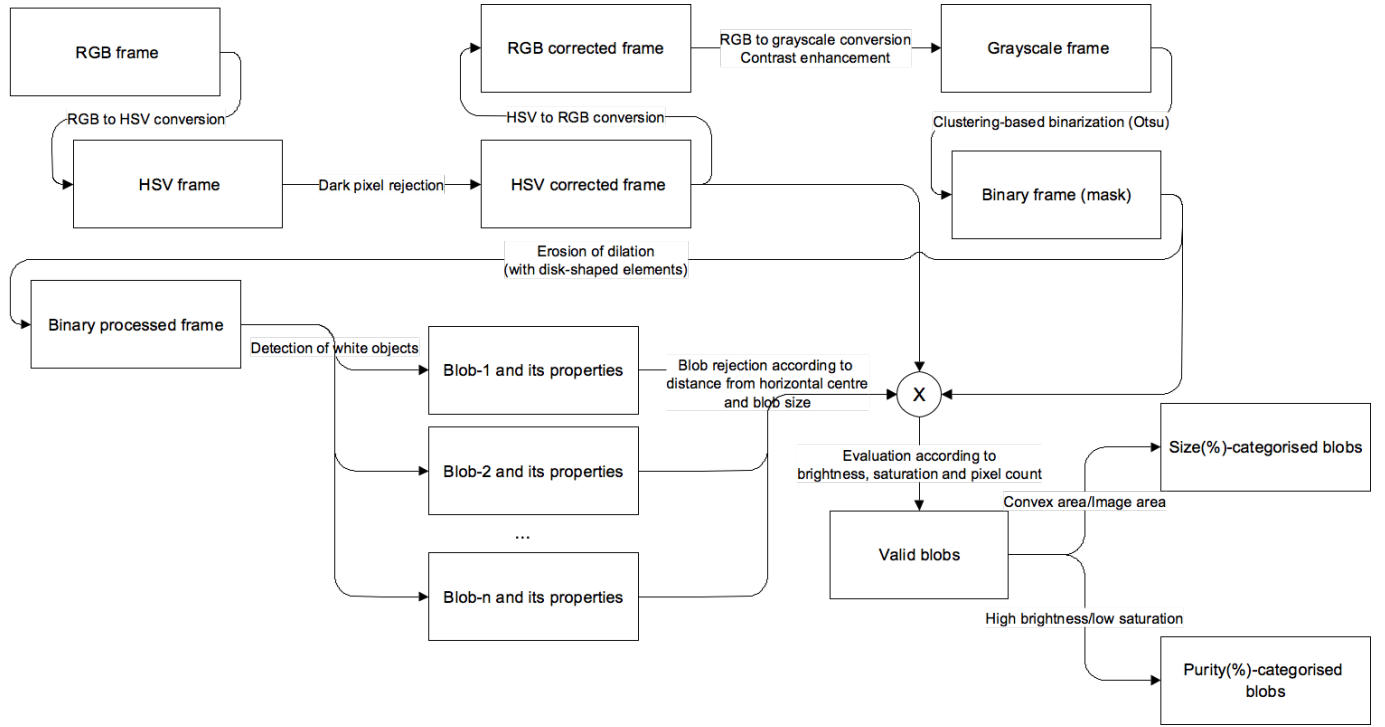 RGB frame
RGB corrected frame
RGB to grayscale conversion
Contrast enhancement
Grayscale frame
RGB to HSV conversion
HSV to RGB conversion
Clustering-based binarization (Otsu)
HSV frame
Dark pixel rejection
HSV corrected frame
Binary frame (mask)
Erosion of dilation
(with disk-shaped elements)
Binary processed frame
Detection of white objects
Blob-1 and its properties
Blob rejection according to
distance from horizontal centre
and blob size
X
Blob-2 and its properties
...
Blob-n and its properties
Evaluation according to
brightness, saturation and pixel count
Valid blobs
Convex area/Image area
Size(%)-categorised blobs
High brightness/low saturation
Purity(%)-categorised
blobs